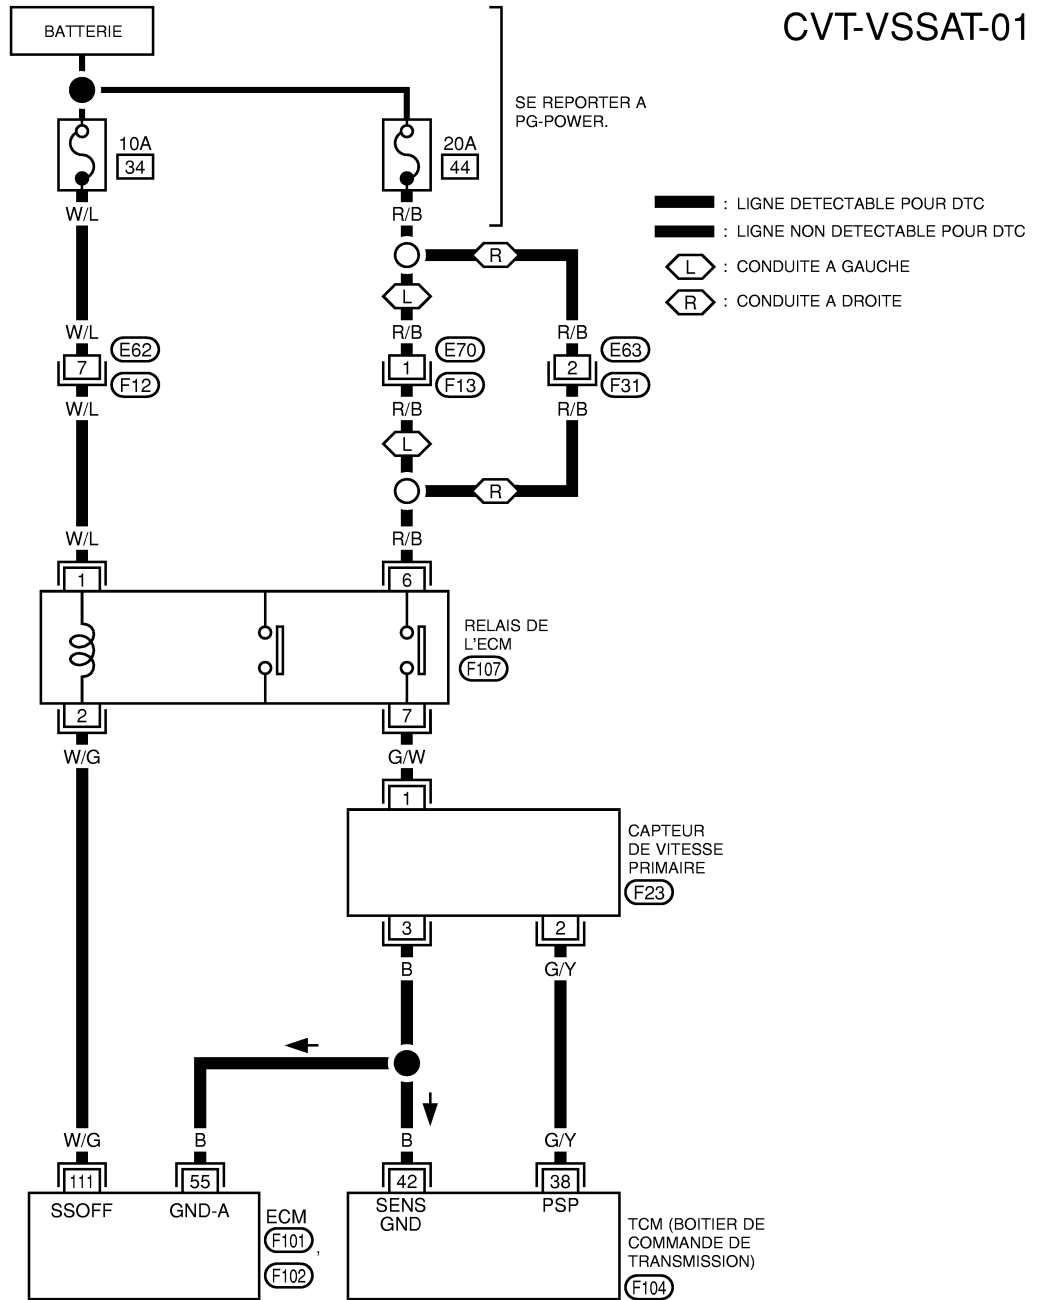 CVT-VSSAT-01
BATTERIE
SE REPORTER A
PG-POWER.
10A
34
20A
44
: LIGNE DETECTABLE POUR DTC
: LIGNE NON DETECTABLE POUR DTC
L : CONDUITE A GAUCHE
R : CONDUITE A DROITE
W/L
R/B
R
L
W/L
R/B
R/B
7
E62
F12
1
E70
F13
2
E63
F31
W/L
R/B
R/B
L
R
W/L
R/B
1
6
RELAIS DE
L'ECM
F107
2
7
W/G
G/W
1
CAPTEUR
DE VITESSE
PRIMAIRE
F23
3
2
B
G/Y
W/G
B
B
G/Y
111
55
42
38
SSOFF
GND-A
SENS
GND
PSP
ECM
F101 ,
F102
TCM (BOITIER DE
COMMANDE DE
TRANSMISSION)
F104